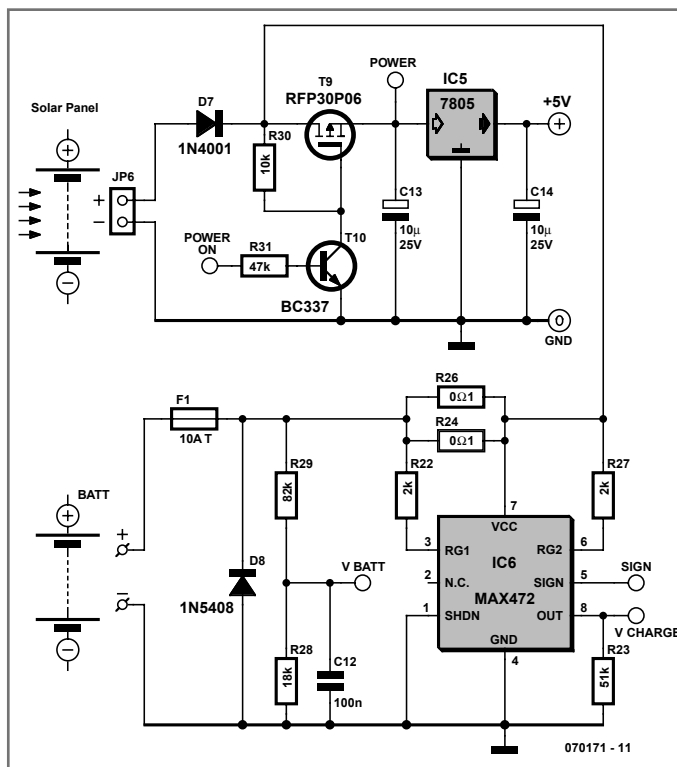 Solar Panel
+
−
JP6
+
−
D7
1N4001
T9
RFP30P06
R30
10k
POWER
IC5
7805
+5V
+
C13
10µ
25V
C14
10µ
25V
POWER
ON
R31
47k
T10
BC337
0
GND
F1
10A T
R26
0Ω1
R24
0Ω1
R29
82k
R22
2k
R27
2k
BATT
+
−
+
−
D8
1N5408
V BATT
R28
18k
C12
100n
7
VCC
3
RG1
RG2
6
IC6
2
N.C.
SIGN
5
SIGN
MAX472
1
SHDN
OUT
8
V CHARGE
GND
4
R23
51k
070171 - 11